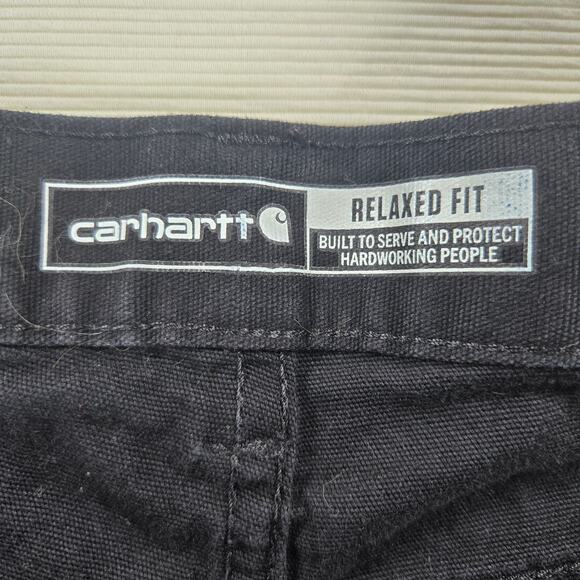 carhartt
RELAXED FIT
BUILT TO SERVE AND PROTECT
HARDWORKING PEOPLE